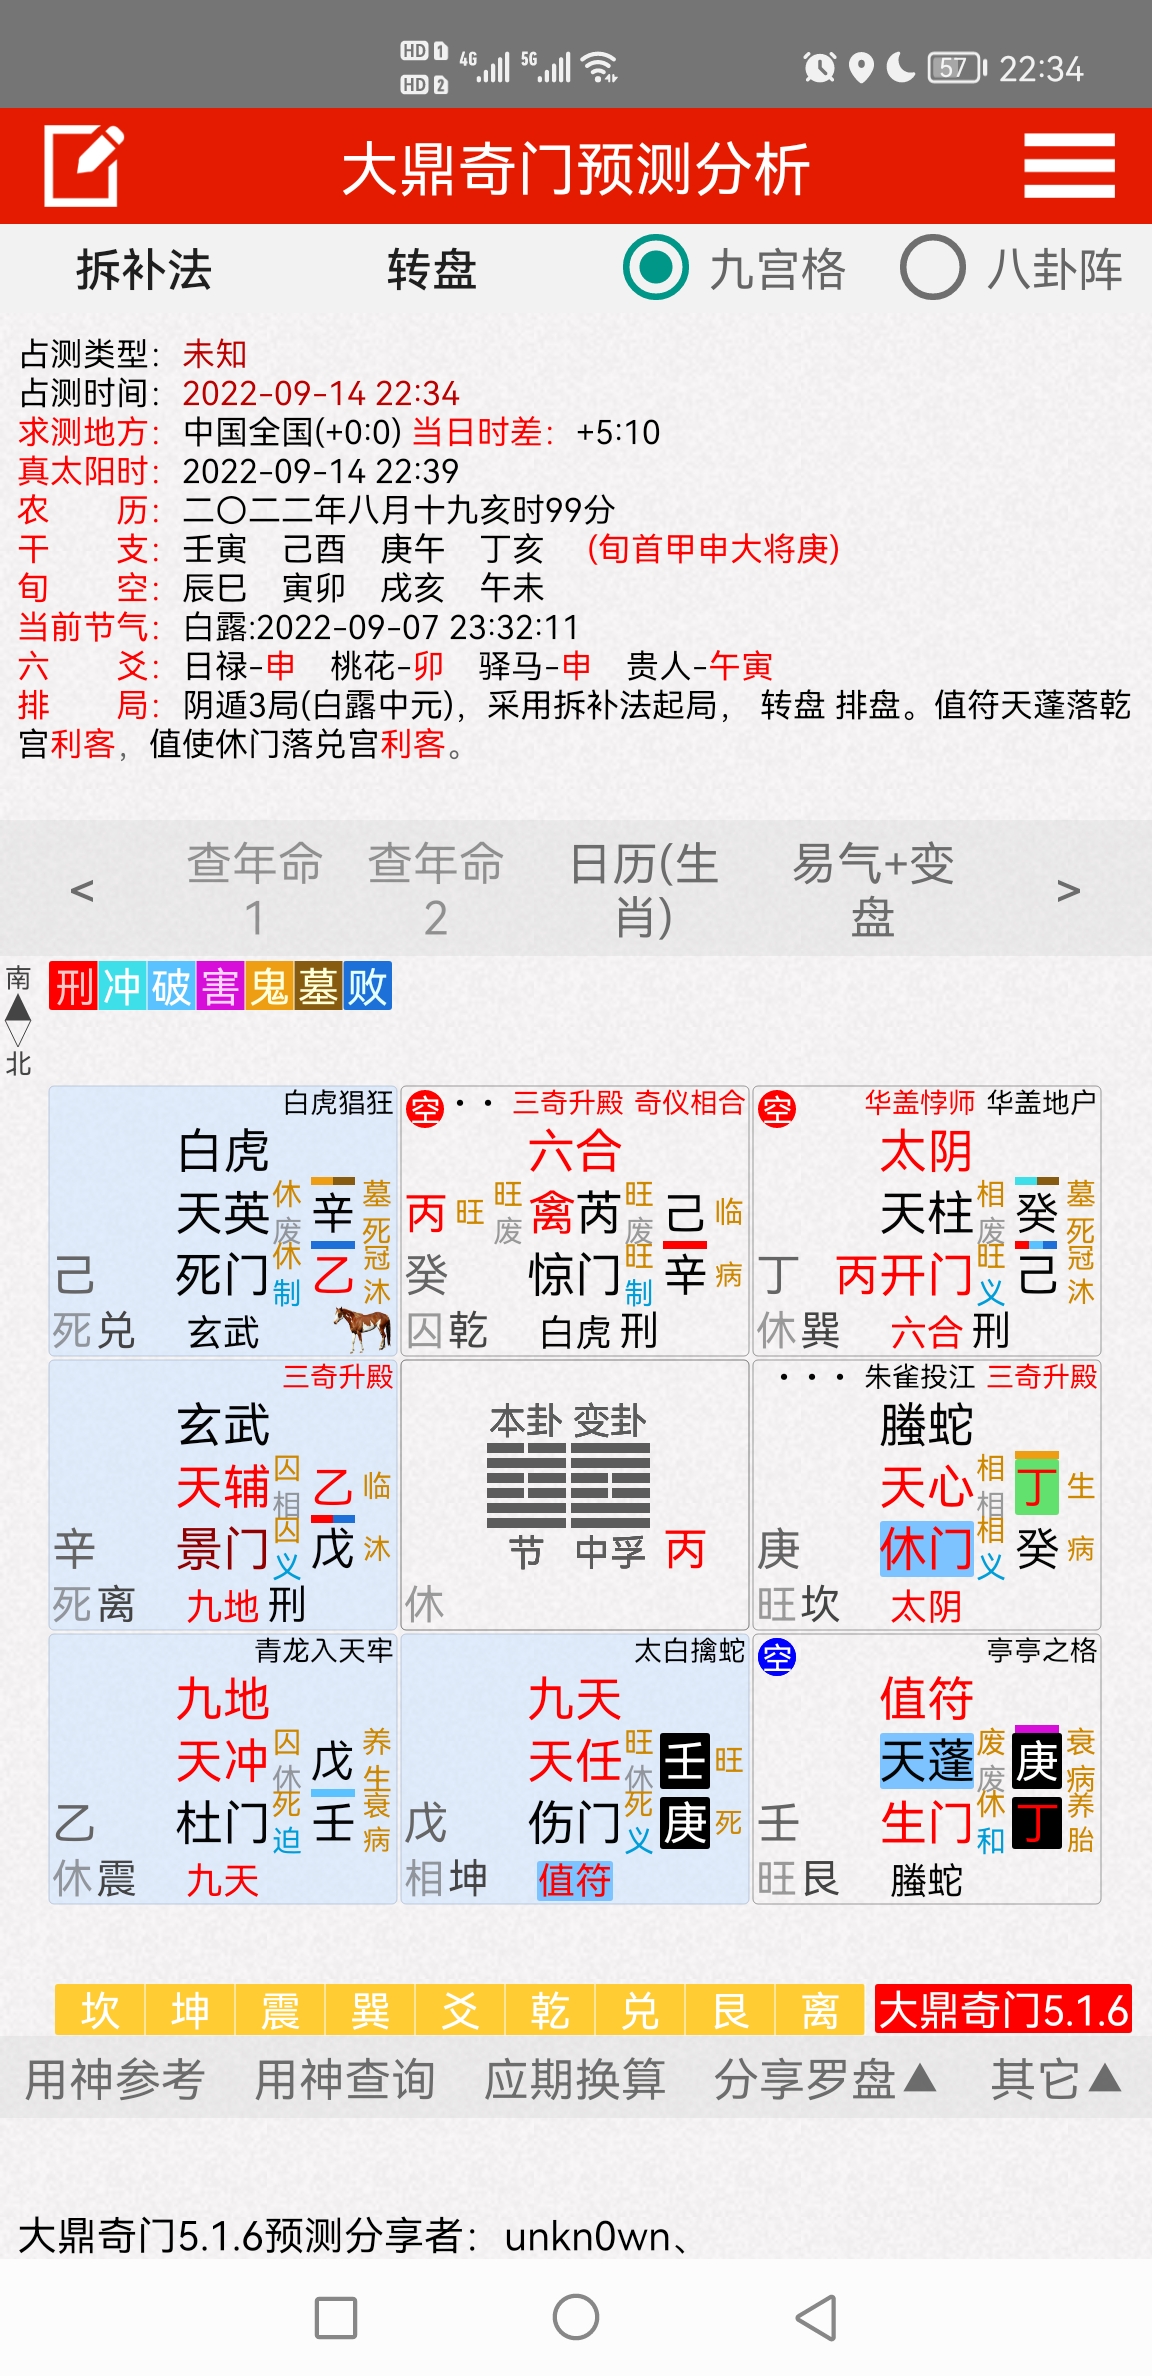 HD 1 4G 5G 57 22:34
HD 2
大鼎奇门预测分析
拆补法 转盘 九宫格 八卦阵
占测类型：未知
占测时间：2022-09-14 22:34
求测地方：中国全国(+0:0) 当日时差：+5:10
真太阳时：2022-09-14 22:39
农历：二〇二二年八月十九亥时99分
干支：壬寅 己酉 庚午 丁亥 (旬首甲申大将庚)
旬空：辰巳 寅卯 戌亥 午未
当前节气：白露:2022-09-07 23:32:11
六爻：日禄-申 桃花-卯 驿马-申 贵人-午寅
排局：阴遁3局(白露中元)，采用拆补法起局， 转盘 排盘。值符天蓬落乾
宫利客，值使休门落兑宫利客。
< 查年命1 查年命2 日历(生肖) 易气+变盘 >
南
北
刑冲破害鬼墓败
白虎猖狂
白虎
天英 休废 辛 墓死
己 死门 休制 乙 冠沐
死兑 玄武
空 · · 三奇升殿 奇仪相合
六合
丙 旺 旺废 禽芮 旺废 己 临
癸 惊门 旺制 辛 病
囚乾 白虎 刑
空 华盖悖师 华盖地户
太阴
天柱 相废 癸 墓死
丁 丙开门 旺义 己 冠沐
休巽 六合 刑
三奇升殿
玄武
天辅 囚相 乙 临
辛 景门 囚义 戊 沐
死离 九地 刑
本卦 变卦
节 中孚 丙
休
· · · 朱雀投江 三奇升殿
螣蛇
天心 相相 丁 生
庚 休门 相义 癸 病
旺坎 太阴
青龙入天牢
九地
天冲 囚休 戊 养生
乙 杜门 死迫 壬 衰病
休震 九天
太白擒蛇
九天
天任 旺休 壬 旺
戊 伤门 死义 庚 死
相坤 值符
空 亭亭之格
值符
天蓬 废废 庚 衰病
壬 生门 休和 丁 养胎
旺艮 螣蛇
坎 坤 震 巽 爻 乾 兑 艮 离 大鼎奇门5.1.6
用神参考 用神查询 应期换算 分享罗盘▲ 其它▲
大鼎奇门5.1.6预测分享者：unkn0wn、